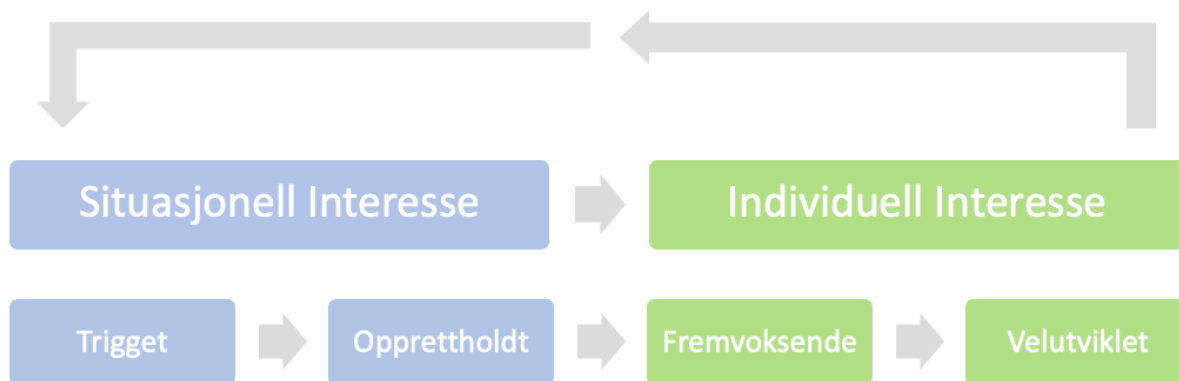 Situasjonell Interesse
Individuell Interesse
Trigget
Opprettholdt
Fremvoksende
Velutviklet